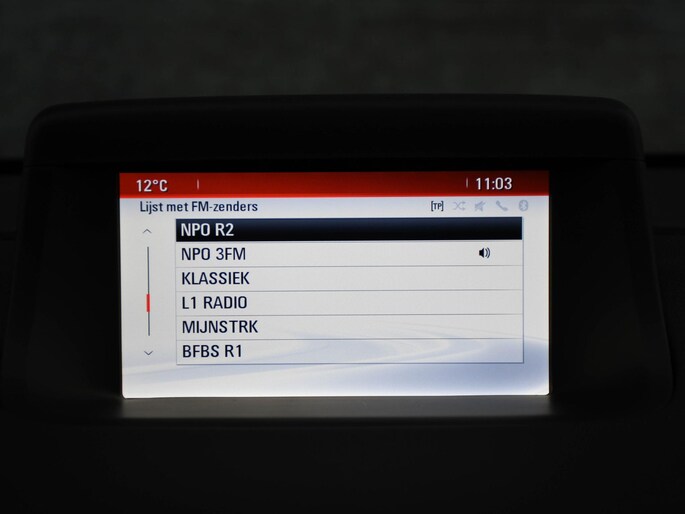 12°C 11:03
Lijst met FM-zenders [TP]
NPO R2
NPO 3FM
KLASSIEK
L1 RADIO
MIJNSTRK
BFBS R1